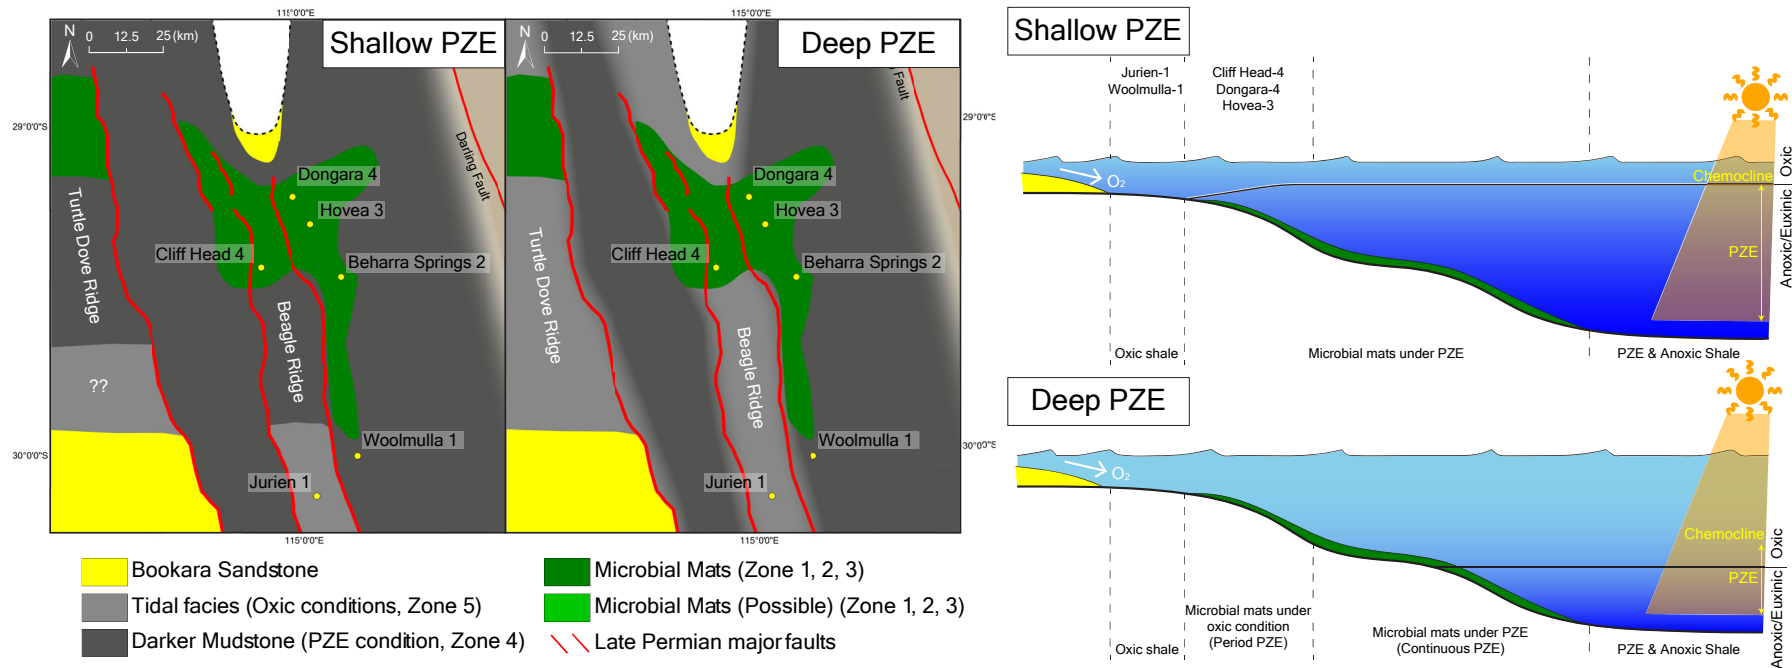 115°0'0"E
115°0'0"E
N
0 12.5 25 (km)
Shallow PZE
N
0 12.5 25 (km)
Deep PZE
29°0'0"S
29°0'0"S
Darling Fault
Fault
Dongara 4
Hovea 3
Cliff Head 4
Beharra Springs 2
Turtle Dove Ridge
Beagle Ridge
??
Woolmulla 1
Jurien 1
Dongara 4
Hovea 3
Cliff Head 4
Beharra Springs 2
Turtle Dove Ridge
Beagle Ridge
Woolmulla 1
Jurien 1
30°0'0"S
30°0'0"S
115°0'0"E
115°0'0"E
Bookara Sandstone
Tidal facies (Oxic conditions, Zone 5)
Darker Mudstone (PZE condition, Zone 4)
Microbial Mats (Zone 1, 2, 3)
Microbial Mats (Possible) (Zone 1, 2, 3)
Late Permian major faults
Shallow PZE
Jurien-1
Woolmulla-1
Cliff Head-4
Dongara-4
Hovea-3
O2
Chemocline
PZE
Oxic
Anoxic/Euxinic
Oxic shale
Microbial mats under PZE
PZE & Anoxic Shale
Deep PZE
O2
Chemocline
PZE
Oxic
Anoxic/Euxinic
Oxic shale
Microbial mats under
oxic condition
(Period PZE)
Microbial mats under PZE
(Continuous PZE)
PZE & Anoxic Shale